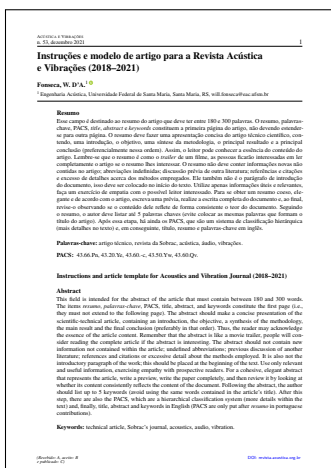 ACÚSTICA E VIBRAÇÕES
n. 53, dezembro 2021 1
Instruções e modelo de artigo para a Revista Acústica
e Vibrações (2018–2021)
Fonseca, W. D'A.¹
¹ Engenharia Acústica, Universidade Federal de Santa Maria, Santa Maria, RS, will.fonseca@eac.ufsm.br
Resumo
Esse campo é destinado ao resumo do artigo que deve ter entre 180 e 300 palavras. O resumo, palavras-
chave, PACS, title, abstract e keywords constituem a primeira página do artigo, não devendo estender-
se para outra página. O resumo deve fazer uma apresentação concisa do artigo técnico científico, con-
tendo, uma introdução, o objetivo, uma síntese da metodologia, o principal resultado e a principal
conclusão (preferencialmente nessa ordem). Assim, o leitor pode conhecer a essência do conteúdo do
artigo. Lembre-se que o resumo é como o trailer de um filme, as pessoas ficarão interessadas em ler
completamente o artigo se o resumo lhes interessar. O resumo não deve conter informações novas não
contidas no artigo; abreviações indefinidas; discussão prévia de outra literatura; referências e citações
e excesso de detalhes acerca dos métodos empregados. Ele também não é o parágrafo de introdução
do documento, isso deve ser colocado no início do texto. Utilize apenas informações úteis e relevantes,
faça um exercício de empatia com o possível leitor interessado. Para se obter um resumo coeso, ele-
gante e de acordo com o artigo, escreva uma prévia, realize a escrita completa do documento e, ao final,
revise-o observando se o conteúdo dele reflete de forma consistente o teor do documento. Seguindo
o resumo, o autor deve listar até 5 palavras chaves (evite colocar as mesmas palavras que formam o
título do artigo). Após essa etapa, há ainda os PACS, que são um sistema de classificação hierárquica
(mais detalhes no texto) e, em conseguinte, título, resumo e palavras-chave em inglês.
Palavras-chave: artigo técnico, revista da Sobrac, acústica, áudio, vibrações.
PACS: 43.66.Pn, 43.20.Ye, 43.60.-c, 43.50.Yw, 43.60.Qv.
Instructions and article template for Acoustics and Vibration Journal (2018–2021)
Abstract
This field is intended for the abstract of the article that must contain between 180 and 300 words.
The items resumo, palavras-chave, PACS, title, abstract, and keywords constitute the first page (i.e.,
they must not extend to the following page). The abstract should make a concise presentation of the
scientific-technical article, containing an introduction, the objective, a synthesis of the methodology,
the main result and the final conclusion (preferably in that order). Thus, the reader may acknowledge
the essence of the article content. Remember that the abstract is like a movie trailer, people will con-
sider reading the complete article if the abstract is interesting. The abstract should not contain new
information not contained within the article; undefined abbreviations; previous discussion of another
literature; references and citations or excessive detail about the methods employed. It is also not the
introductory paragraph of the work; this should be placed at the beginning of the text. Use only relevant
and useful information, exercising empathy with prospective readers. For a cohesive, elegant abstract
that represents the article, write a preview, write the paper completely, and then review it by looking at
whether its content consistently reflects the content of the document. Following the abstract, the author
should list up to 5 keywords (avoid using the same words contained in the article's title). After this
step, there are also the PACS, which are a hierarchical classification system (more details within the
text) and, finally, title, abstract and keywords in English (PACS are only put after resumo in portuguese
contributions).
Keywords: technical article, Sobrac's journal, acoustics, audio, vibration.
DOI: revista.acustica.org.br